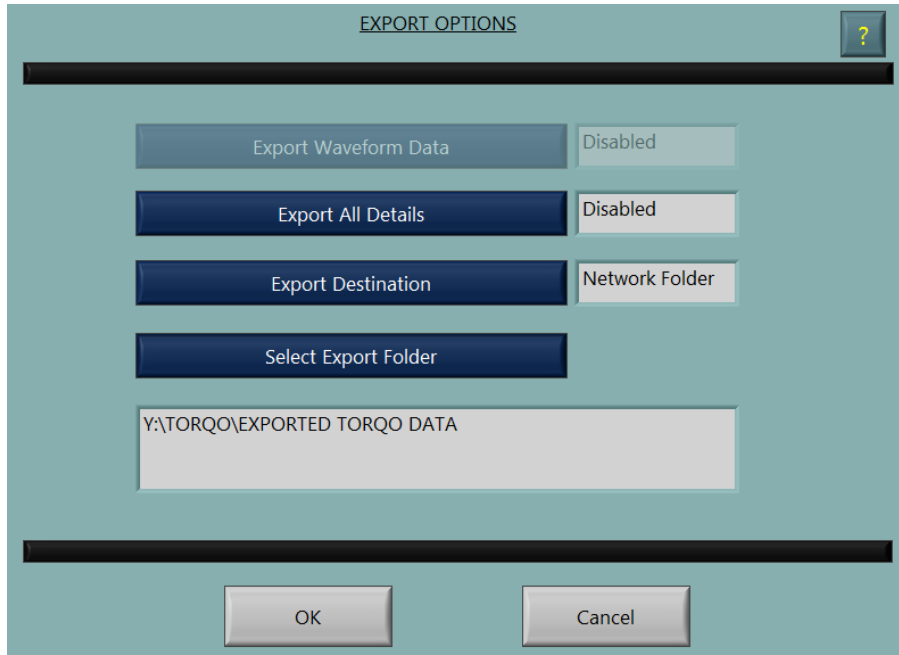 EXPORT OPTIONS
?
Export Waveform Data
Disabled
Export All Details
Disabled
Export Destination
Network Folder
Select Export Folder
Y:\TORQO\EXPORTED TORQO DATA
OK
Cancel